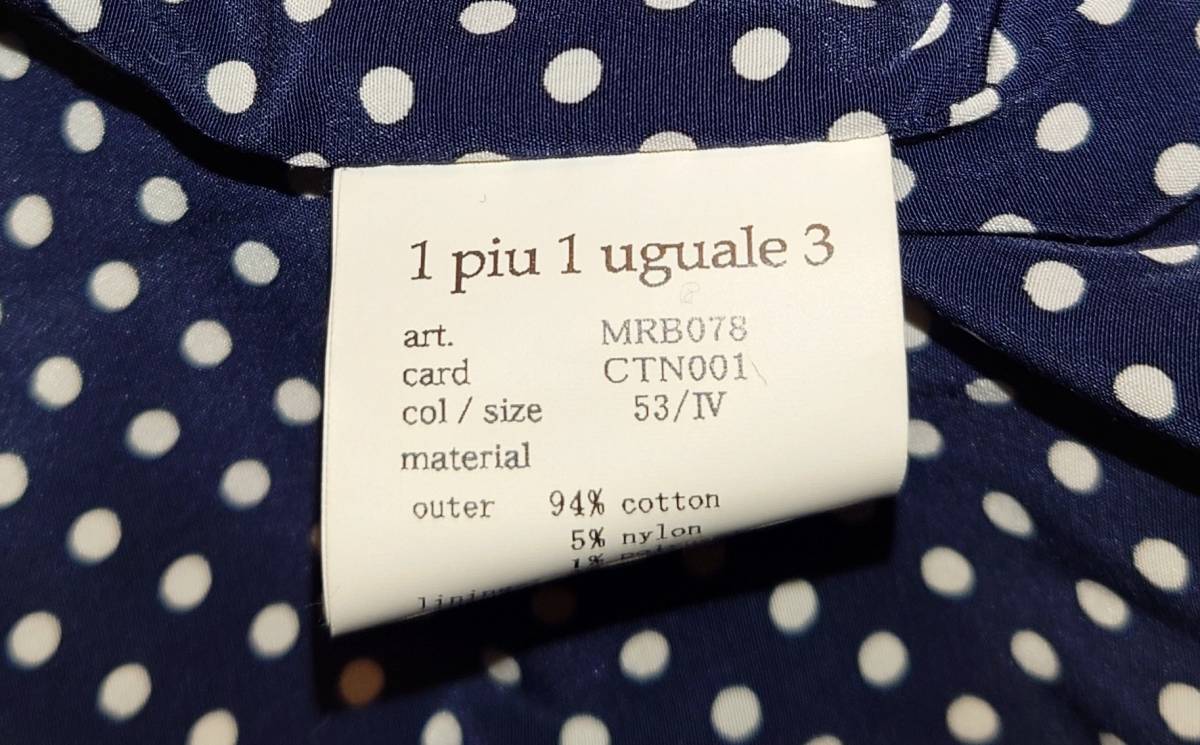 1 piu 1 uguale 3
art. MRB078
card CTN001
col / size 53/IV
material
outer 94% cotton
5% nylon
1%